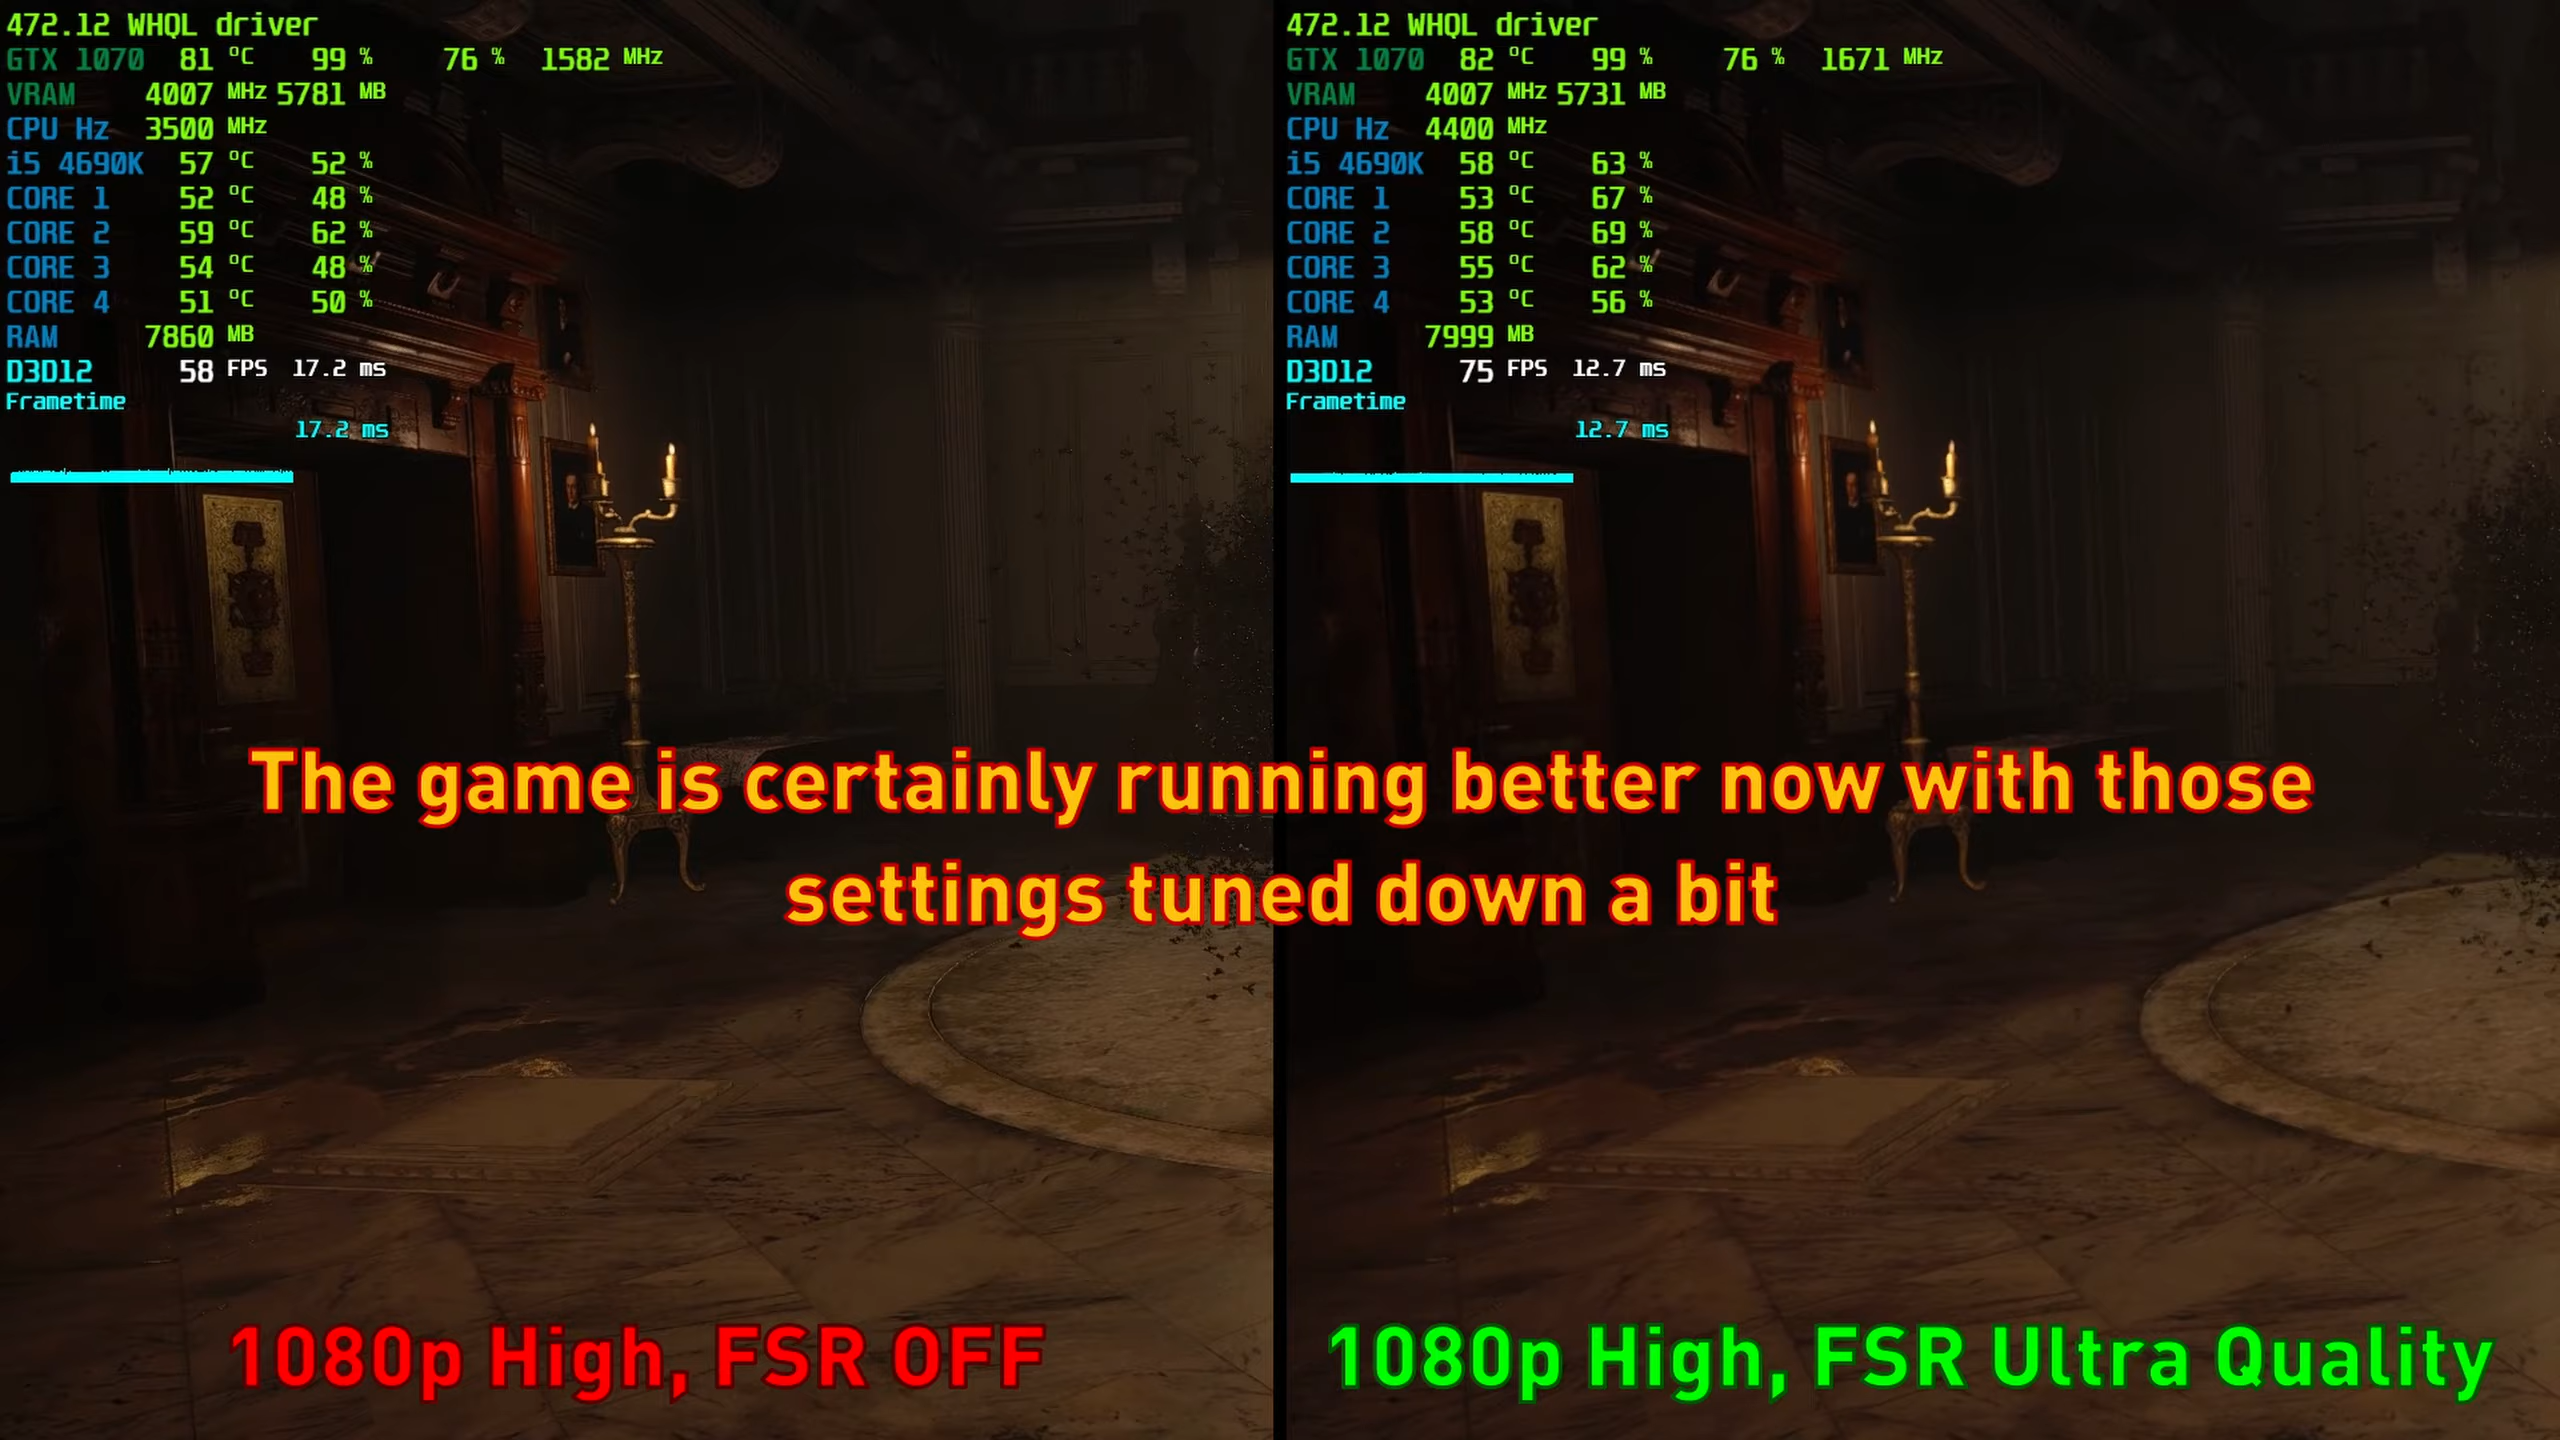 472.12 WHQL driver
GTX 1070 81 °C 99 % 76 % 1582 MHz
VRAM 4007 MHz 5781 MB
CPU Hz 3500 MHz
i5 4690K 57 °C 52 %
CORE 1 52 °C 48 %
CORE 2 59 °C 62 %
CORE 3 54 °C 48 %
CORE 4 51 °C 50 %
RAM 7860 MB
D3D12 58 FPS 17.2 ms
Frametime
17.2 ms
472.12 WHQL driver
GTX 1070 82 °C 99 % 76 % 1671 MHz
VRAM 4007 MHz 5731 MB
CPU Hz 4400 MHz
i5 4690K 58 °C 63 %
CORE 1 53 °C 67 %
CORE 2 58 °C 69 %
CORE 3 55 °C 62 %
CORE 4 53 °C 56 %
RAM 7999 MB
D3D12 75 FPS 12.7 ms
Frametime
12.7 ms
The game is certainly running better now with those
settings tuned down a bit
1080p High, FSR OFF
1080p High, FSR Ultra Quality